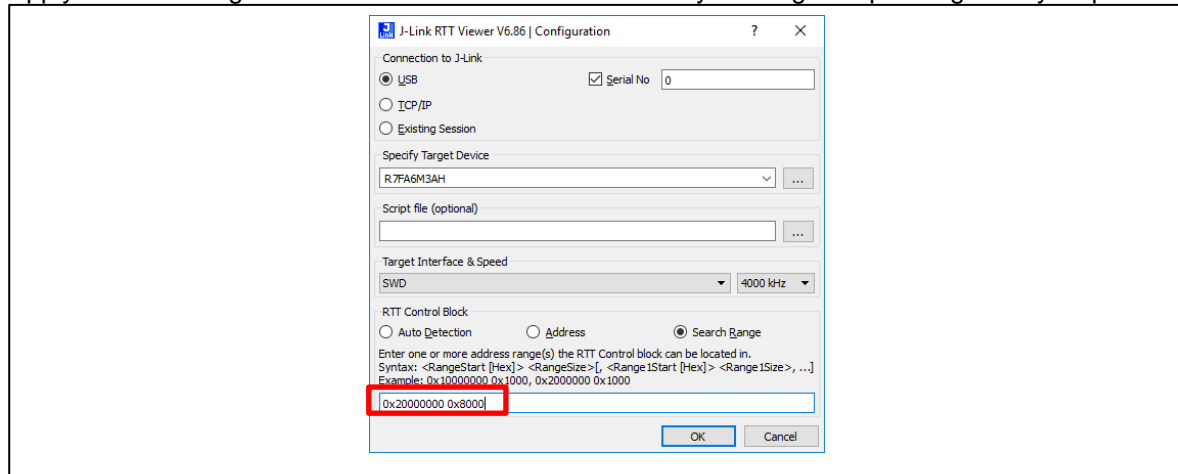 J-Link RTT Viewer V6.86 | Configuration ? ×
Connection to J-Link
USB Serial No 0
TCP/IP
Existing Session
Specify Target Device
R7FA6M3AH ...
Script file (optional)
...
Target Interface & Speed
SWD 4000 kHz
RTT Control Block
Auto Detection Address Search Range
Enter one or more address range(s) the RTT Control block can be located in.
Syntax: <RangeStart [Hex]> <RangeSize>[, <Range1Start [Hex]> <Range1Size>, ...]
Example: 0x10000000 0x1000, 0x2000000 0x1000
0x20000000 0x8000
OK Cancel